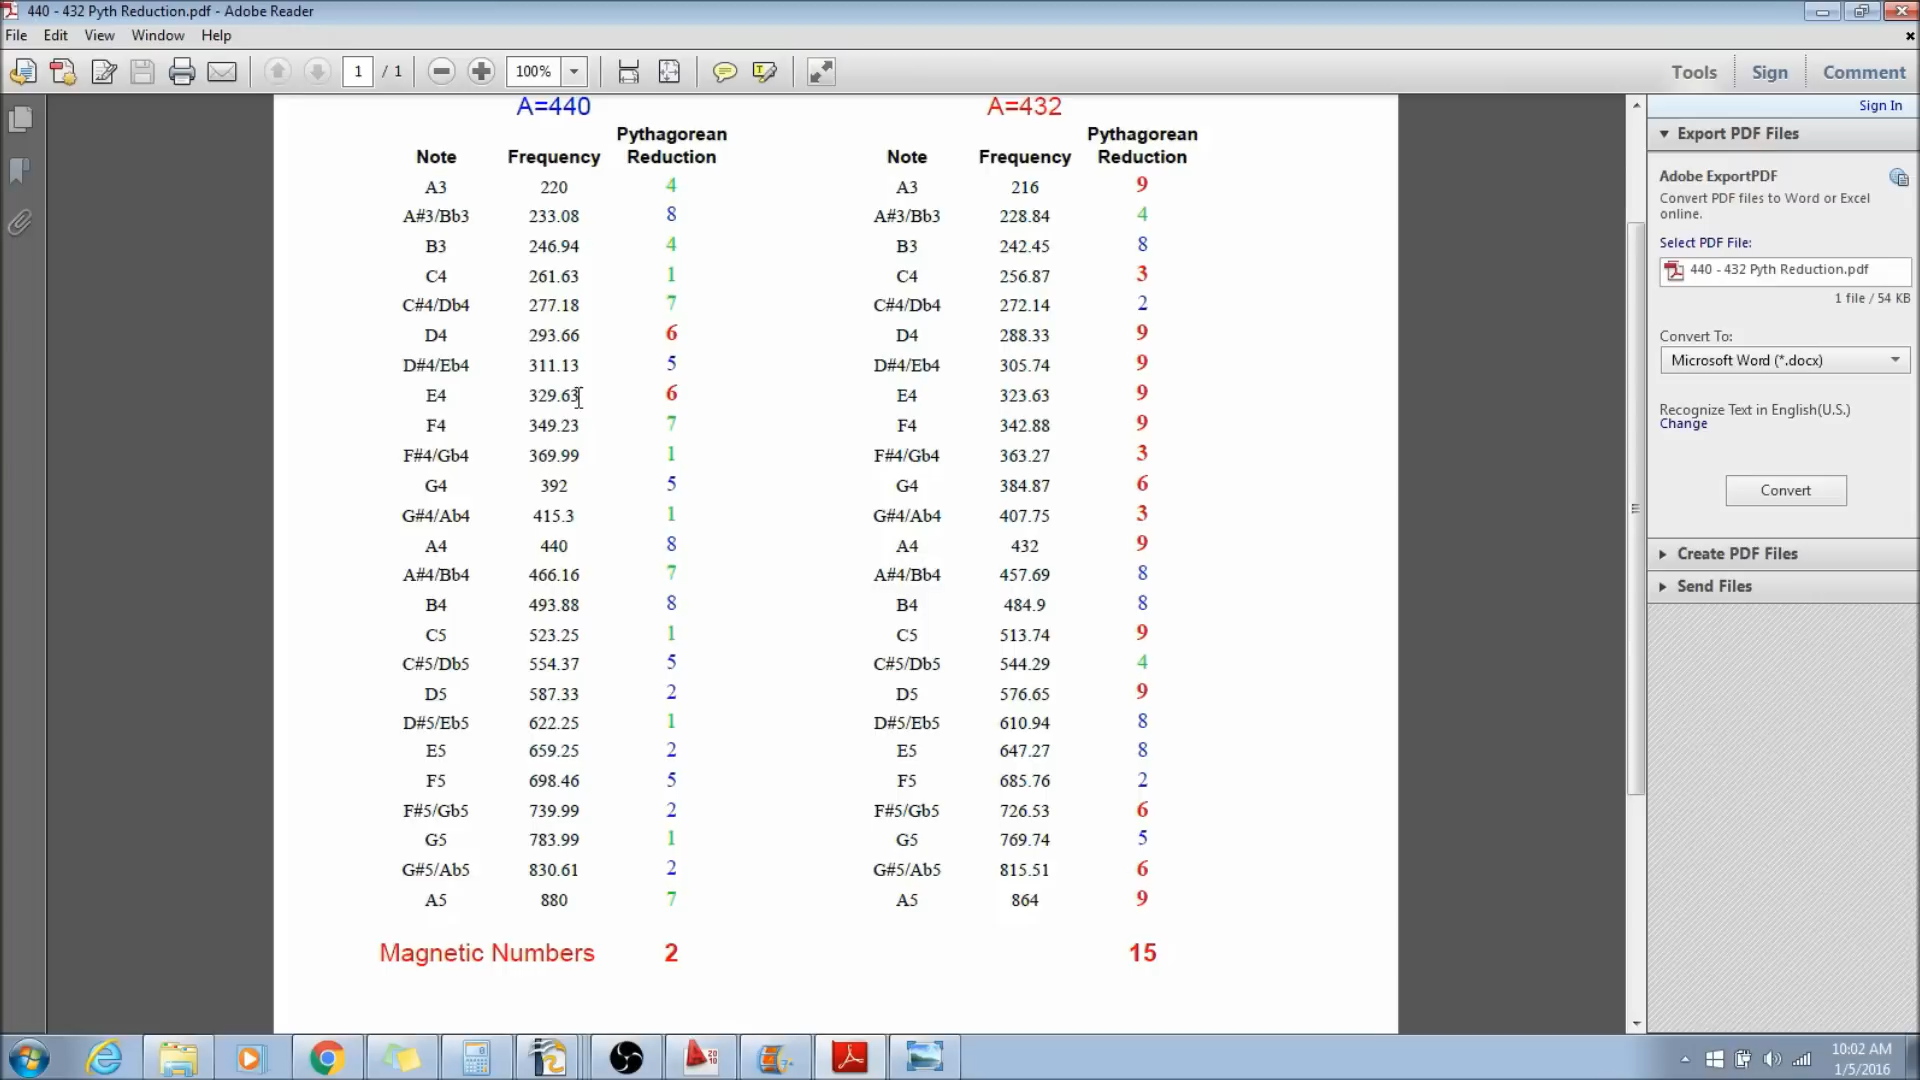 440 - 432 Pyth Reduction.pdf - Adobe Reader
File Edit View Window Help
1 / 1 100% Tools Sign Comment
Sign In
A=440 A=432
Export PDF Files
Pythagorean Pythagorean
Note Frequency Reduction Note Frequency Reduction
A3 220 4 A3 216 9
A#3/Bb3 233.08 8 A#3/Bb3 228.84 4
B3 246.94 4 B3 242.45 8
C4 261.63 1 C4 256.87 3
C#4/Db4 277.18 7 C#4/Db4 272.14 2
D4 293.66 6 D4 288.33 9
D#4/Eb4 311.13 5 D#4/Eb4 305.74 9
E4 329.63 6 E4 323.63 9
F4 349.23 7 F4 342.88 9
F#4/Gb4 369.99 1 F#4/Gb4 363.27 3
G4 392 5 G4 384.87 6
G#4/Ab4 415.3 1 G#4/Ab4 407.75 3
A4 440 8 A4 432 9
A#4/Bb4 466.16 7 A#4/Bb4 457.69 8
B4 493.88 8 B4 484.9 8
C5 523.25 1 C5 513.74 9
C#5/Db5 554.37 5 C#5/Db5 544.29 4
D5 587.33 2 D5 576.65 9
D#5/Eb5 622.25 1 D#5/Eb5 610.94 8
E5 659.25 2 E5 647.27 8
F5 698.46 5 F5 685.76 2
F#5/Gb5 739.99 2 F#5/Gb5 726.53 6
G5 783.99 1 G5 769.74 5
G#5/Ab5 830.61 2 G#5/Ab5 815.51 6
A5 880 7 A5 864 9
Magnetic Numbers 2 15
Adobe ExportPDF
Convert PDF files to Word or Excel
online.
Select PDF File:
440 - 432 Pyth Reduction.pdf
1 file / 54 KB
Convert To:
Microsoft Word (*.docx)
Recognize Text in English(U.S.)
Change
Convert
Create PDF Files
Send Files
10:02 AM
1/5/2016